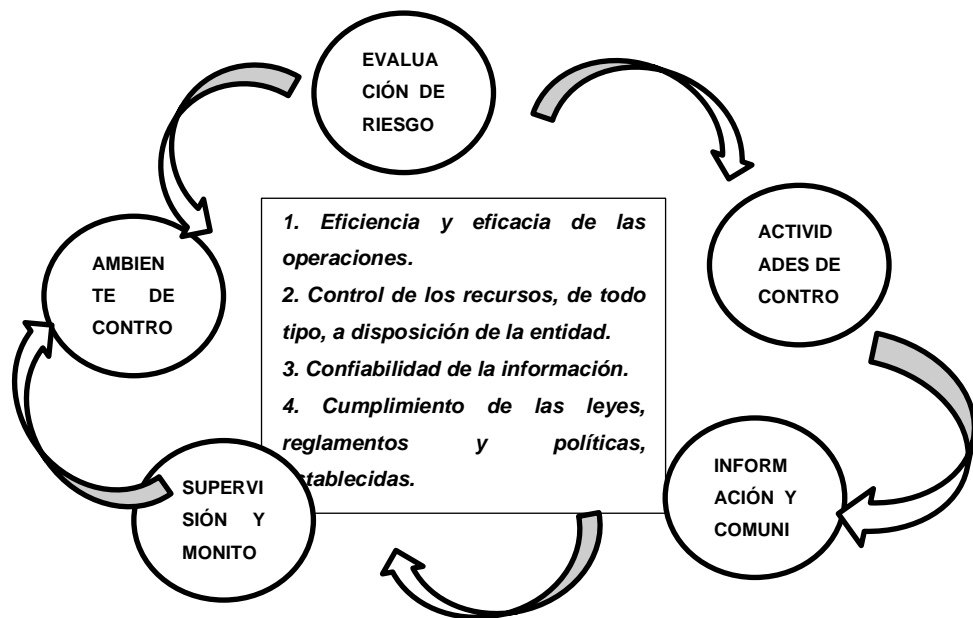 EVALUA
CIÓN DE
RIESGO
ACTIVID
ADES DE
CONTRO
INFORM
ACIÓN Y
COMUNI
SUPERVI
SIÓN Y
MONITO
AMBIEN
TE DE
CONTRO
1. Eficiencia y eficacia de las
operaciones.
2. Control de los recursos, de todo
tipo, a disposición de la entidad.
3. Confiabilidad de la información.
4. Cumplimiento de las leyes,
reglamentos y políticas,
establecidas.